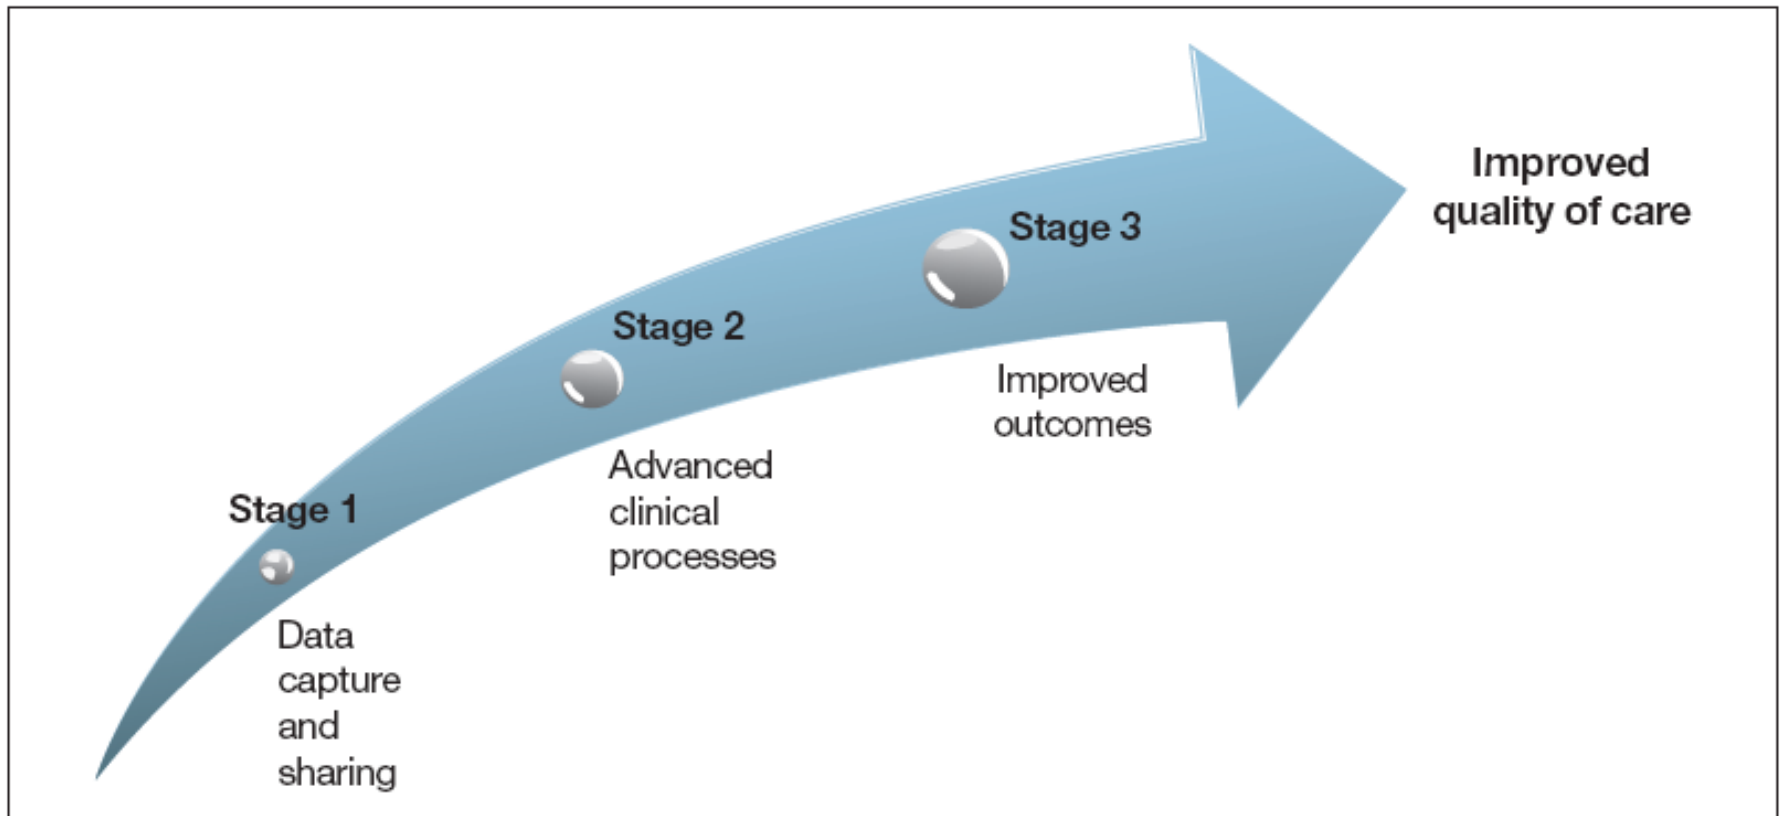 Stage 1
Data
capture
and
sharing
Stage 2
Advanced
clinical
processes
Stage 3
Improved
outcomes
Improved
quality of care